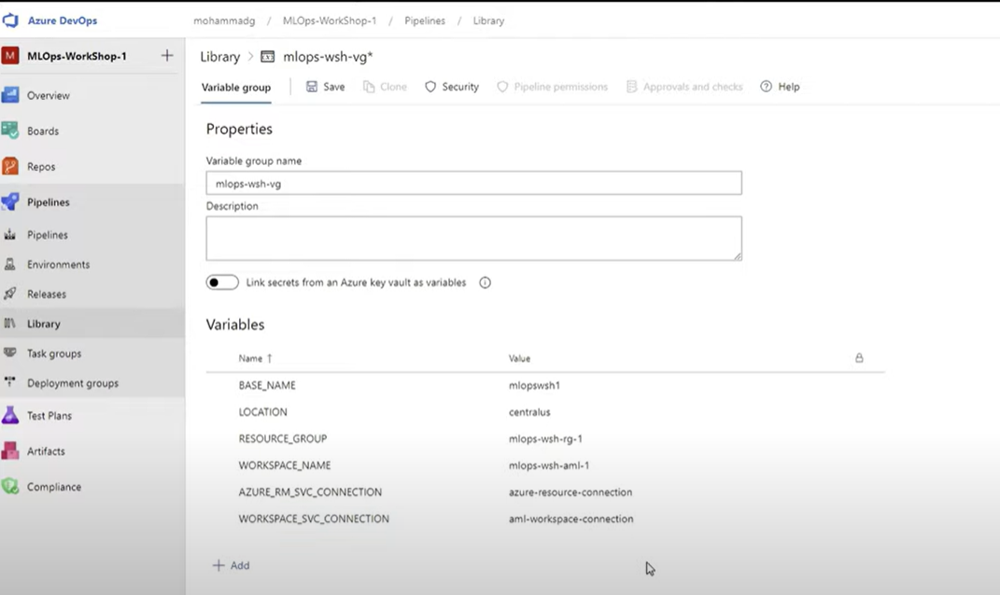 Azure DevOps
mohammadg / MLOps-WorkShop-1 / Pipelines / Library
M MLOps-WorkShop-1 +
Overview
Boards
Repos
Pipelines
Pipelines
Environments
Releases
Library
Task groups
Deployment groups
Test Plans
Artifacts
Compliance
Library > mlops-wsh-vg*
Variable group | Save Clone Security Pipeline permissions Approvals and checks Help
Properties
Variable group name
mlops-wsh-vg
Description
Link secrets from an Azure key vault as variables
Variables
Name ↑ Value
BASE_NAME mlopswsh1
LOCATION centralus
RESOURCE_GROUP mlops-wsh-rg-1
WORKSPACE_NAME mlops-wsh-aml-1
AZURE_RM_SVC_CONNECTION azure-resource-connection
WORKSPACE_SVC_CONNECTION aml-workspace-connection
+ Add